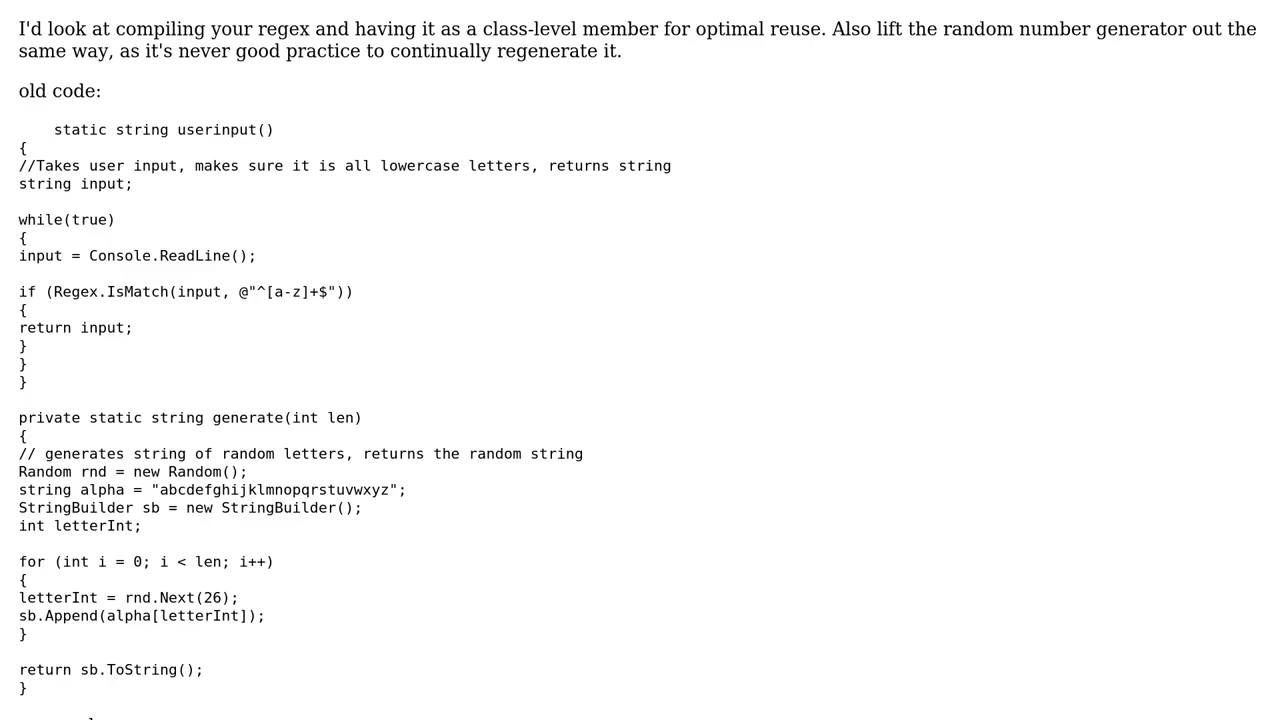 I'd look at compiling your regex and having it as a class-level member for optimal reuse. Also lift the random number generator out the
same way, as it's never good practice to continually regenerate it.
old code:
static string userinput()
{
//Takes user input, makes sure it is all lowercase letters, returns string
string input;
while(true)
{
input = Console.ReadLine();
if (Regex.IsMatch(input, @"^[a-z]+$"))
{
return input;
}
}
}
private static string generate(int len)
{
// generates string of random letters, returns the random string
Random rnd = new Random();
string alpha = "abcdefghijklmnopqrstuvwxyz";
StringBuilder sb = new StringBuilder();
int letterInt;
for (int i = 0; i < len; i++)
{
letterInt = rnd.Next(26);
sb.Append(alpha[letterInt]);
}
return sb.ToString();
}